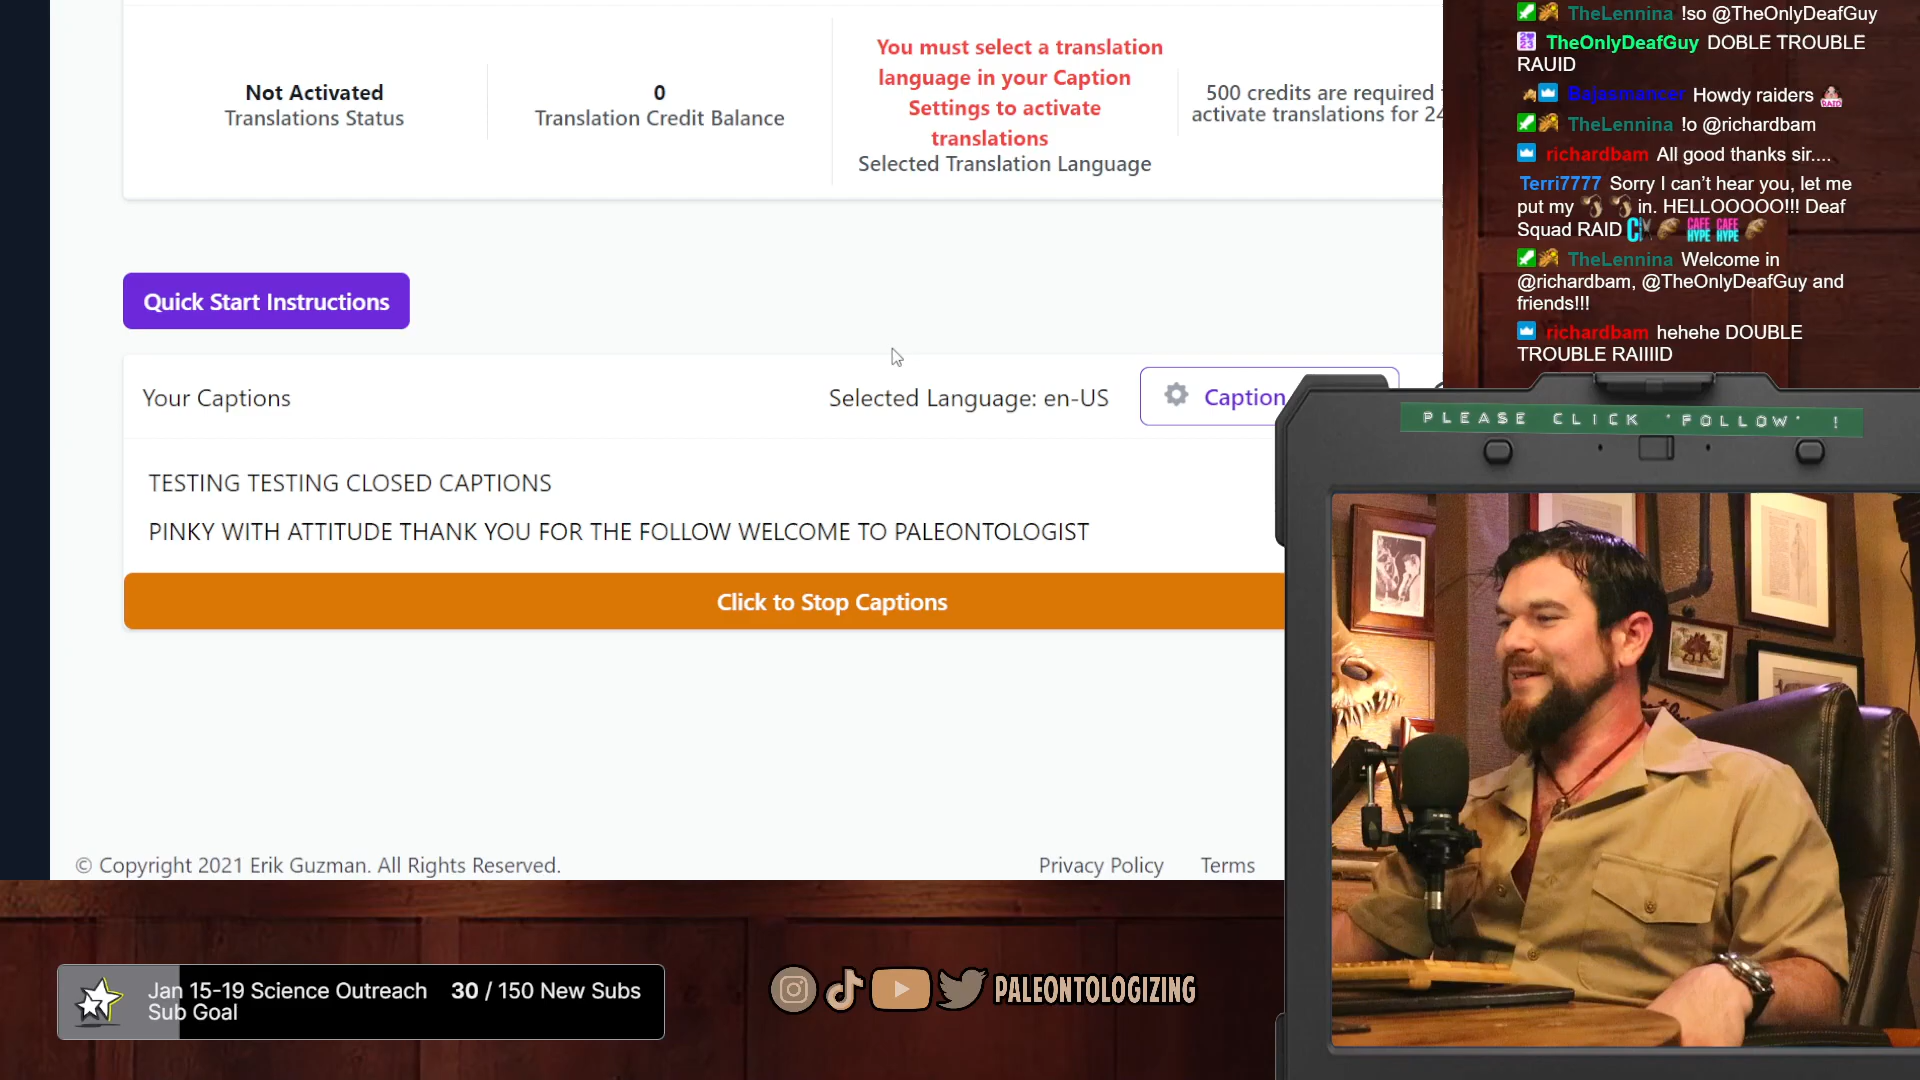 Not Activated
Translations Status
0
Translation Credit Balance
You must select a translation
language in your Caption
Settings to activate
translations
Selected Translation Language
500 credits are required
activate translations for 24
Quick Start Instructions
Your Captions
Selected Language: en-US
Caption
TESTING TESTING CLOSED CAPTIONS
PINKY WITH ATTITUDE THANK YOU FOR THE FOLLOW WELCOME TO PALEONTOLOGIST
Click to Stop Captions
© Copyright 2021 Erik Guzman. All Rights Reserved.
Privacy Policy
Terms
TheLennina !so @TheOnlyDeafGuy
TheOnlyDeafGuy DOBLE TROUBLE
RAUID
Bajasmancer Howdy raiders
TheLennina !o @richardbam
richardbam All good thanks sir....
Terri7777 Sorry I can't hear you, let me
put my in. HELLOOOOO!!! Deaf
Squad RAID CAFE HYPE CAFE HYPE
TheLennina Welcome in
@richardbam, @TheOnlyDeafGuy and
friends!!!
richardbam hehehe DOUBLE
TROUBLE RAIIIID
PLEASE CLICK 'FOLLOW' !
Jan 15-19 Science Outreach
Sub Goal
30 / 150 New Subs
PALEONTOLOGIZING